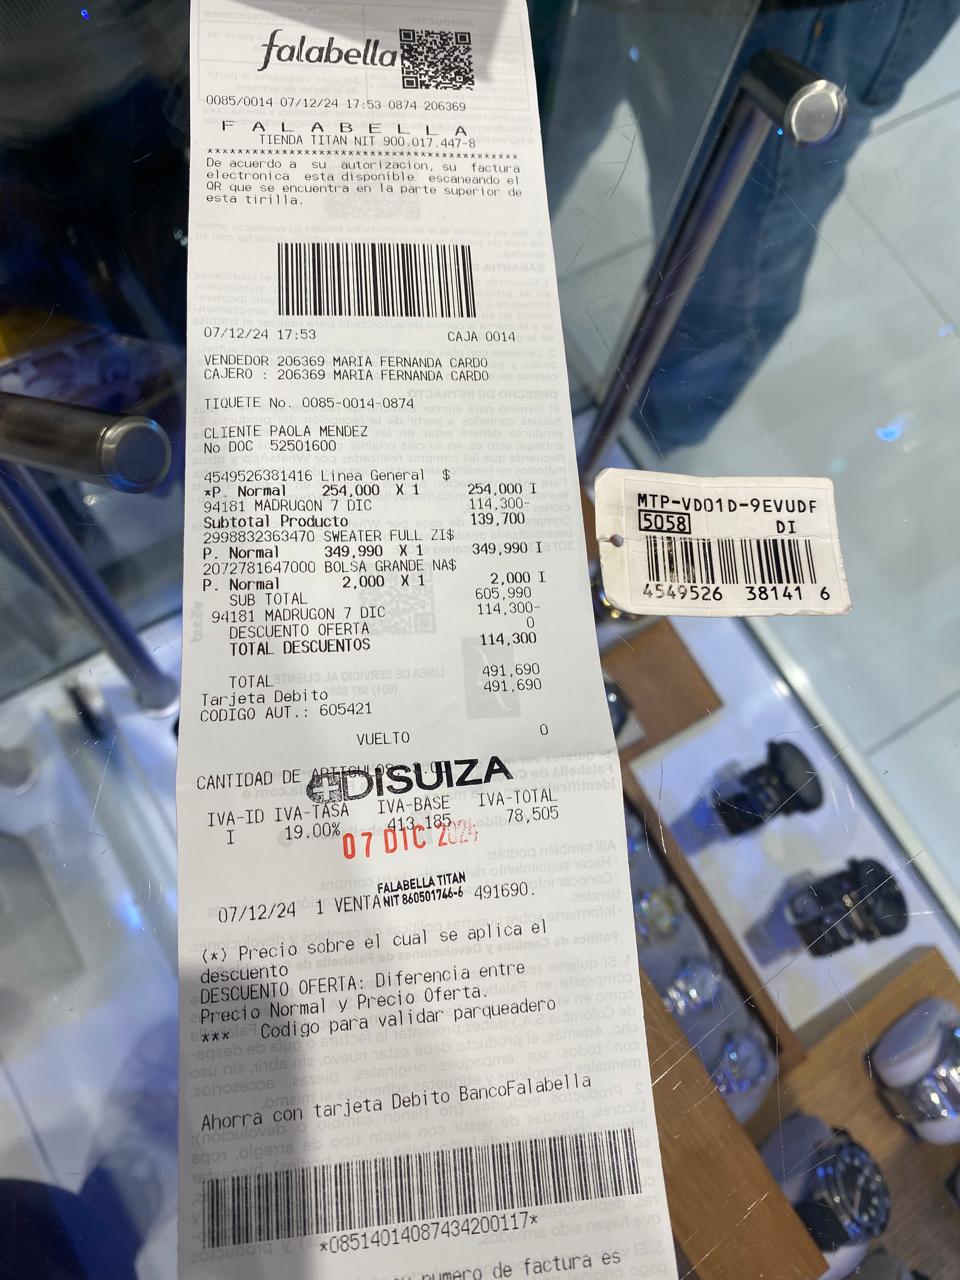 falabella
0085/0014 07/12/24 17:53 0874 206369
F A L A B E L L A
TIENDA TITAN NIT 900.017.447-8
De acuerdo a su autorizacion, su factura
electronica esta disponible escaneando el
QR que se encuentra en la parte superior de
esta tirilla.
07/12/24 17:53 CAJA 0014
VENDEDOR 206369 MARIA FERNANDA CARDO
CAJERO : 206369 MARIA FERNANDA CARDO
TIQUETE No. 0085-0014-0874
CLIENTE PAOLA MENDEZ
No DOC 52501600
4549526381416 Linea General $
*P. Normal 254,000 X 1 254,000 I
94181 MADRUGON 7 DIC 114,300-
Subtotal Producto 139,700
2998832363470 SWEATER FULL ZI$
P. Normal 349,990 X 1 349,990 I
2072781647000 BOLSA GRANDE NA$
P. Normal 2,000 X 1 2,000 I
SUB TOTAL 605,990
94181 MADRUGON 7 DIC 114,300-
DESCUENTO OFERTA 0
TOTAL DESCUENTOS 114,300
TOTAL 491,690
Tarjeta Debito 491,690
CODIGO AUT.: 605421
VUELTO 0
CANTIDAD DE ARTICULOS
DISUIZA
IVA-ID IVA-TASA IVA-BASE IVA-TOTAL
I 19.00% 413,185 78,505
07 DIC 2024
FALABELLA TITAN
NIT 860501746-6
07/12/24 1 VENTA 491690.
(*) Precio sobre el cual se aplica el
descuento
DESCUENTO OFERTA: Diferencia entre
Precio Normal y Precio Oferta.
*** Codigo para validar parqueadero
Ahorra con tarjeta Debito BancoFalabella
*08514014087434200117*
numero de factura es
MTP-VD01D-9EVUDF
5058 DI
4549526 38141 6